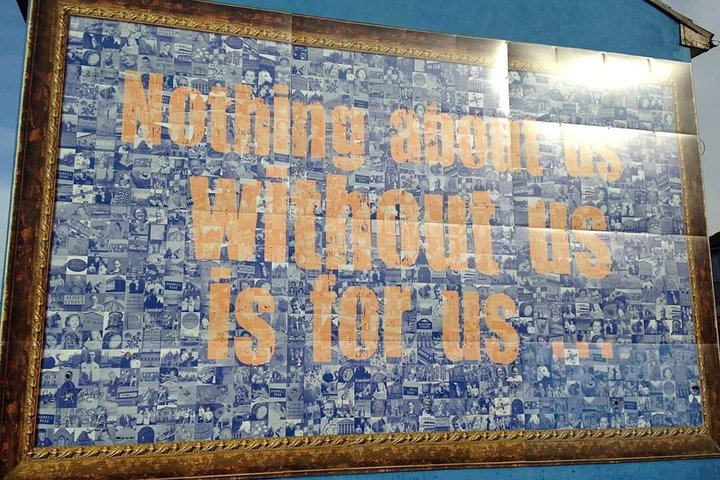 Nothing about us
Without us
is for us ...